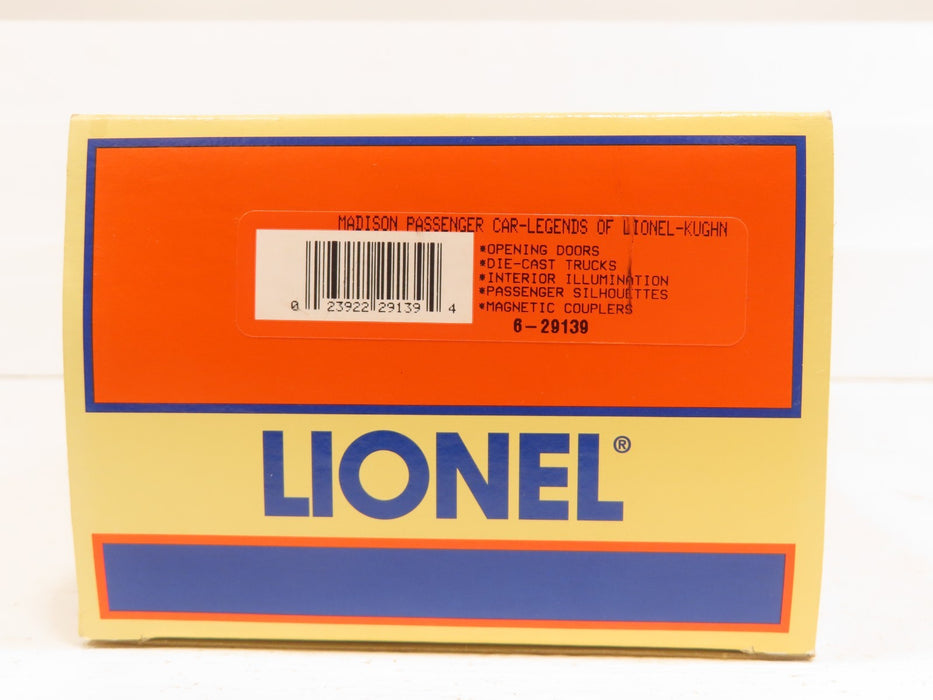 MADISON PASSENGER CAR-LEGENDS OF LIONEL-KUGHN
*OPENING DOORS
*DIE-CAST TRUCKS
*INTERIOR ILLUMINATION
*PASSENGER SILHOUETTES
*MAGNETIC COUPLERS
6-29139
0 23922 29139 4
LIONEL®